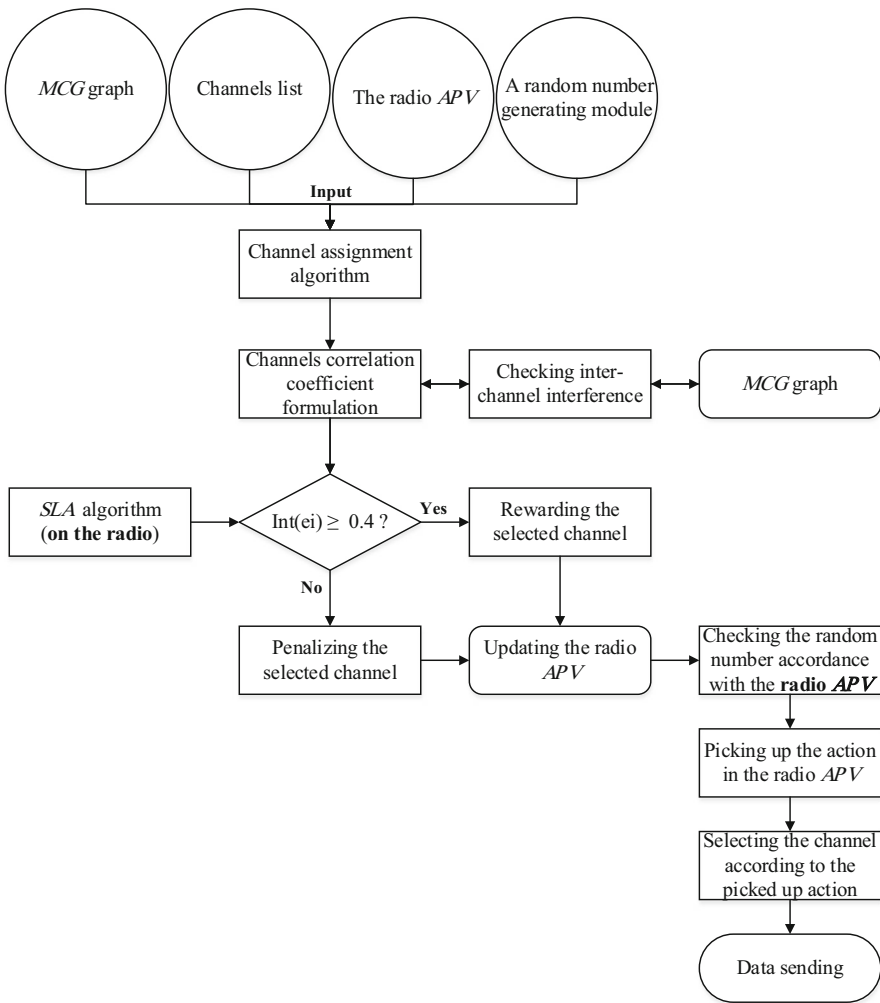 MCG graph
Channels list
The radio APV
A random number
generating module
Input
Channel assignment
algorithm
Channels correlation
coefficient
formulation
Checking inter-
channel interference
MCG graph
SLA algorithm
(on the radio)
Int(ei) ≥ 0.4 ?
Yes
Rewarding the
selected channel
No
Penalizing the
selected channel
Updating the radio
APV
Checking the random
number accordance
with the radio APV
Picking up the action
in the radio APV
Selecting the channel
according to the
picked up action
Data sending